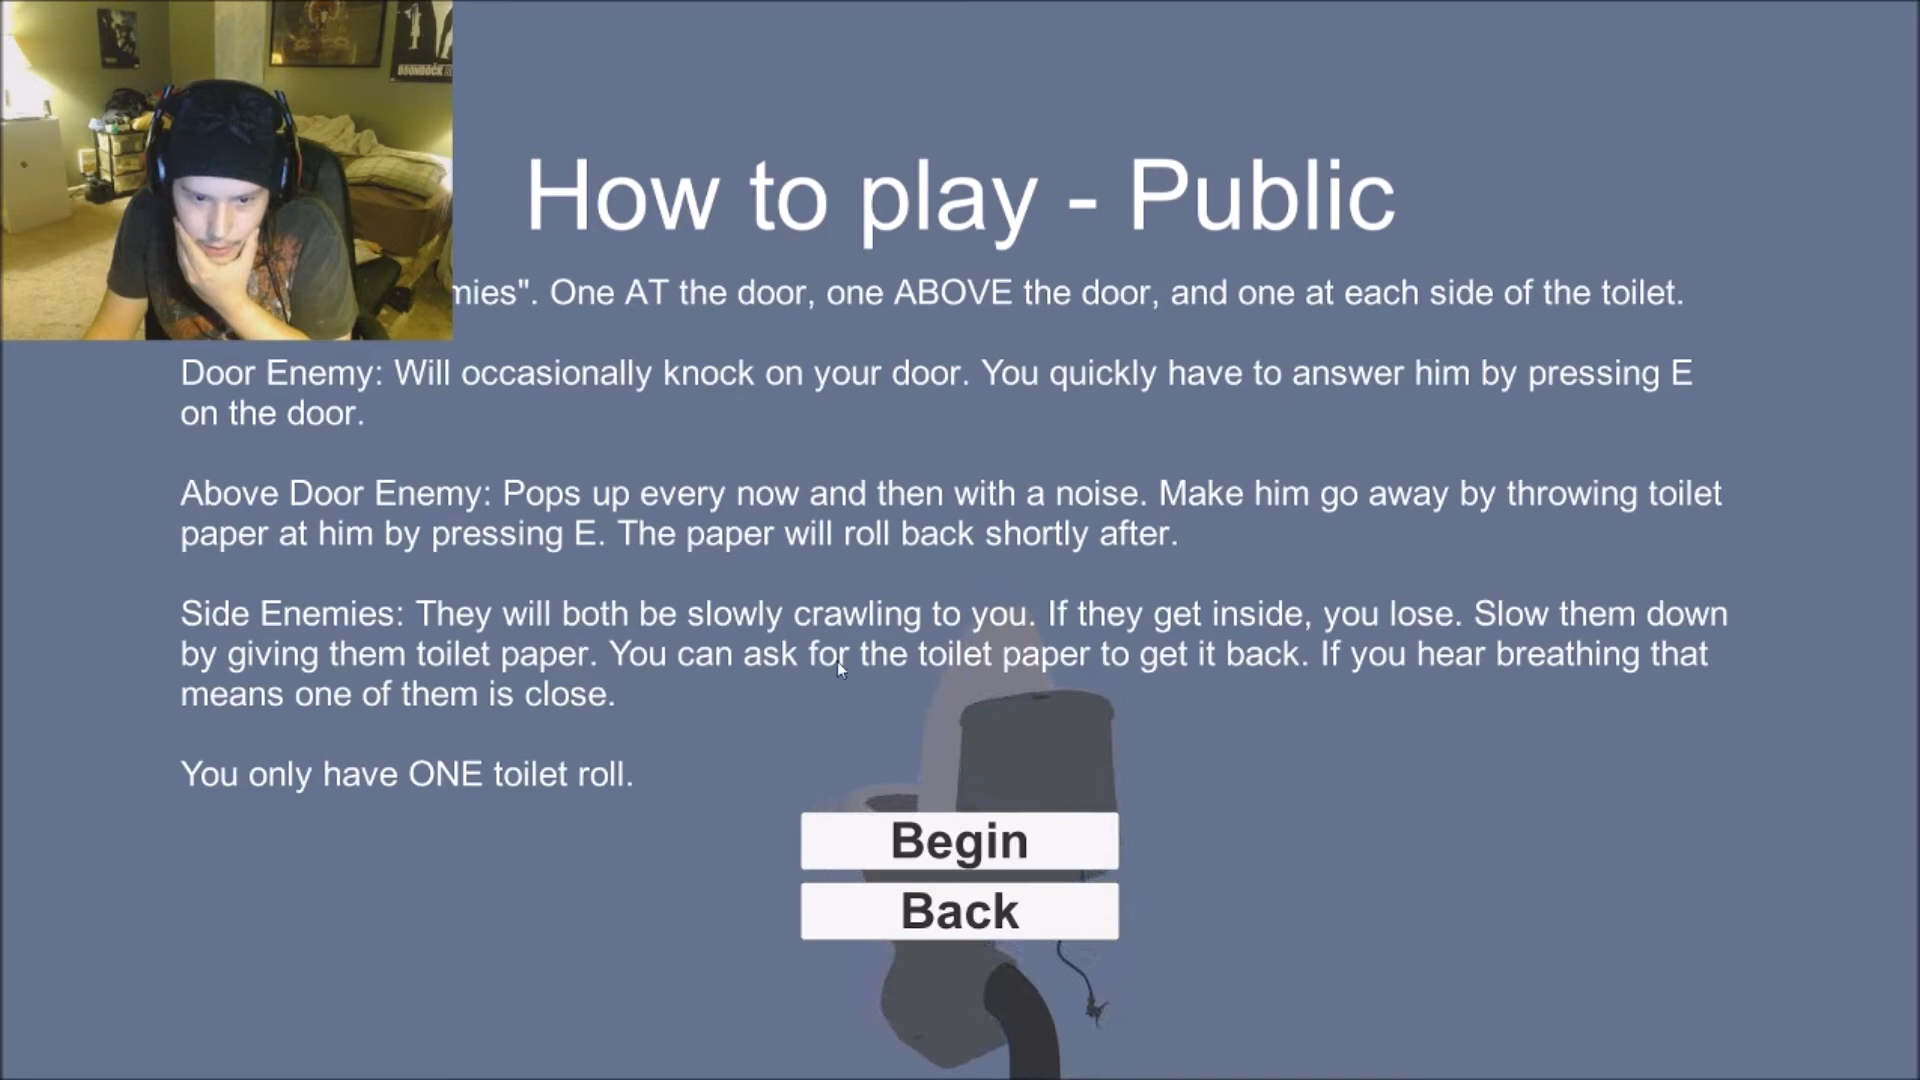 BOONDOCK
How to play - Public
mies". One AT the door, one ABOVE the door, and one at each side of the toilet.
Door Enemy: Will occasionally knock on your door. You quickly have to answer him by pressing E
on the door.
Above Door Enemy: Pops up every now and then with a noise. Make him go away by throwing toilet
paper at him by pressing E. The paper will roll back shortly after.
Side Enemies: They will both be slowly crawling to you. If they get inside, you lose. Slow them down
by giving them toilet paper. You can ask for the toilet paper to get it back. If you hear breathing that
means one of them is close.
You only have ONE toilet roll.
Begin
Back